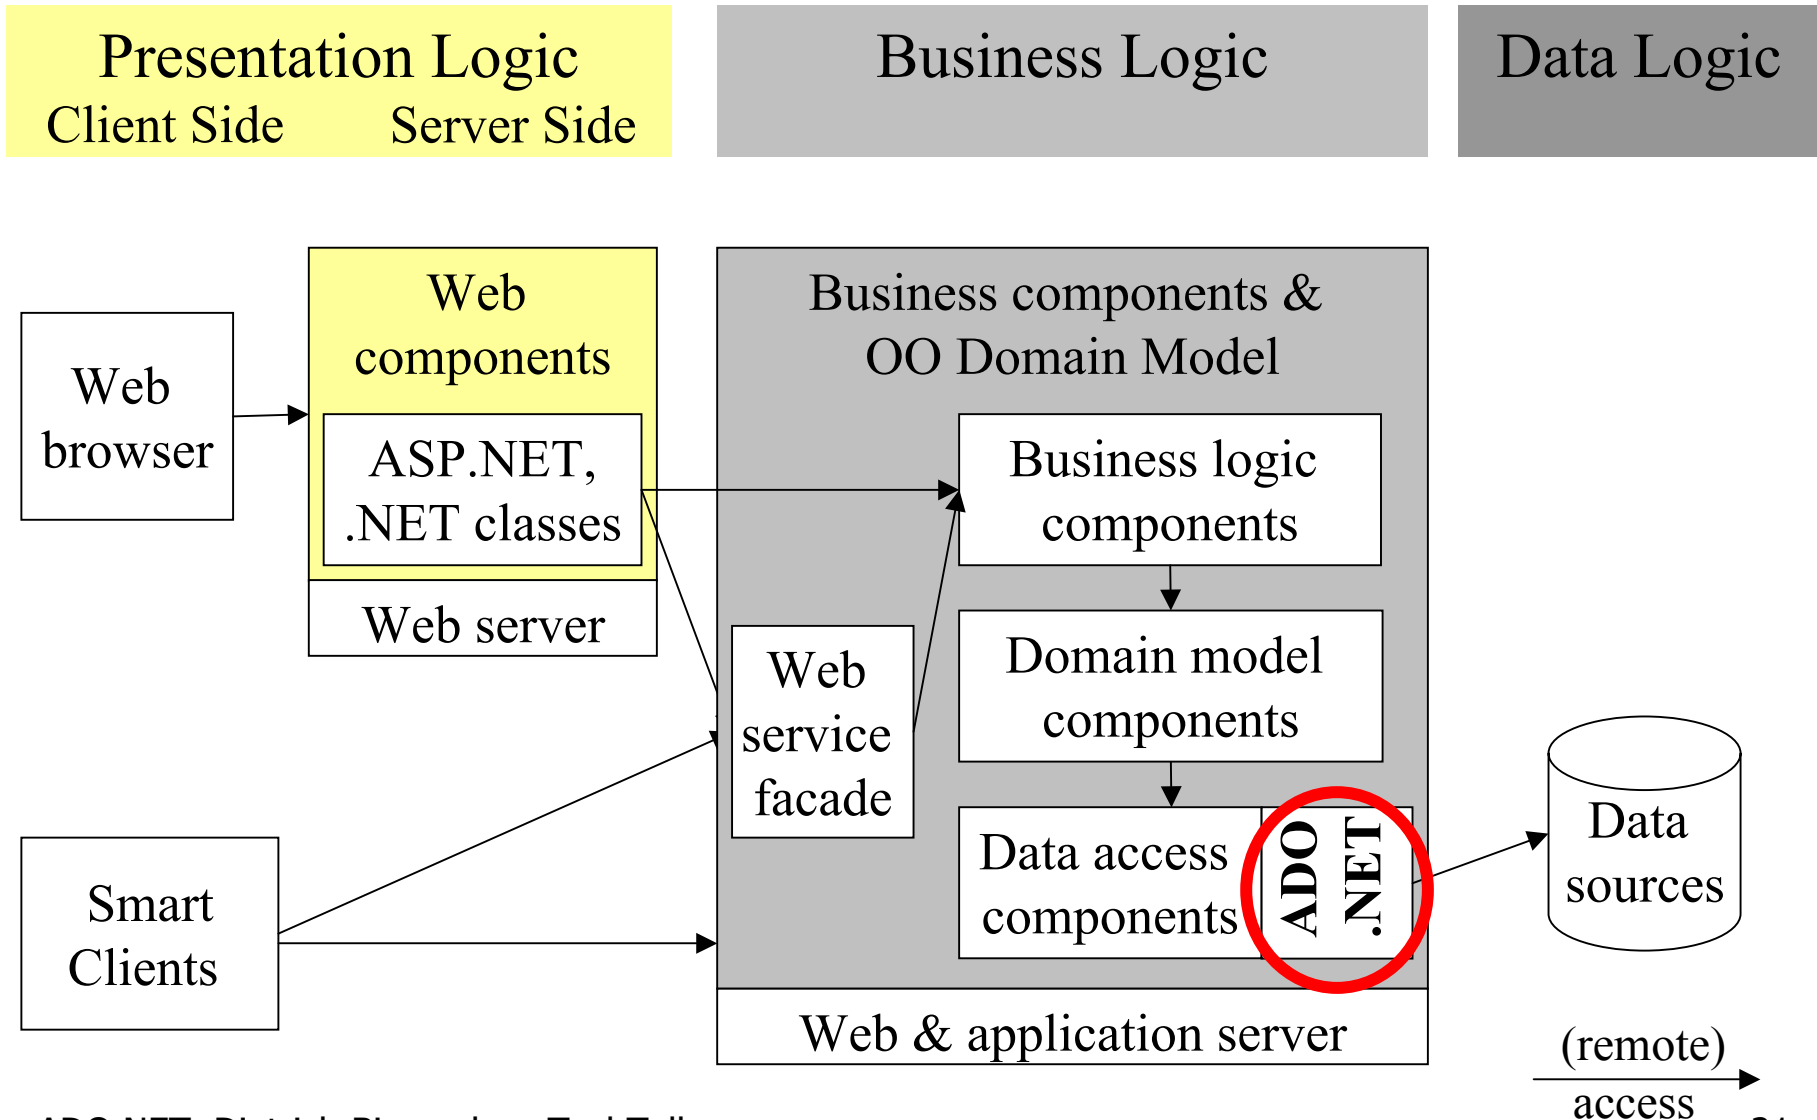 Presentation Logic
Client Side
Server Side
Business Logic
Data Logic
Web
browser
Web
components
ASP.NET,
.NET classes
Web server
Smart
Clients
Business components &
OO Domain Model
Web
service
facade
Business logic
components
Domain model
components
Data access
components
ADO
.NET
Web & application server
Data
sources
(remote)
access